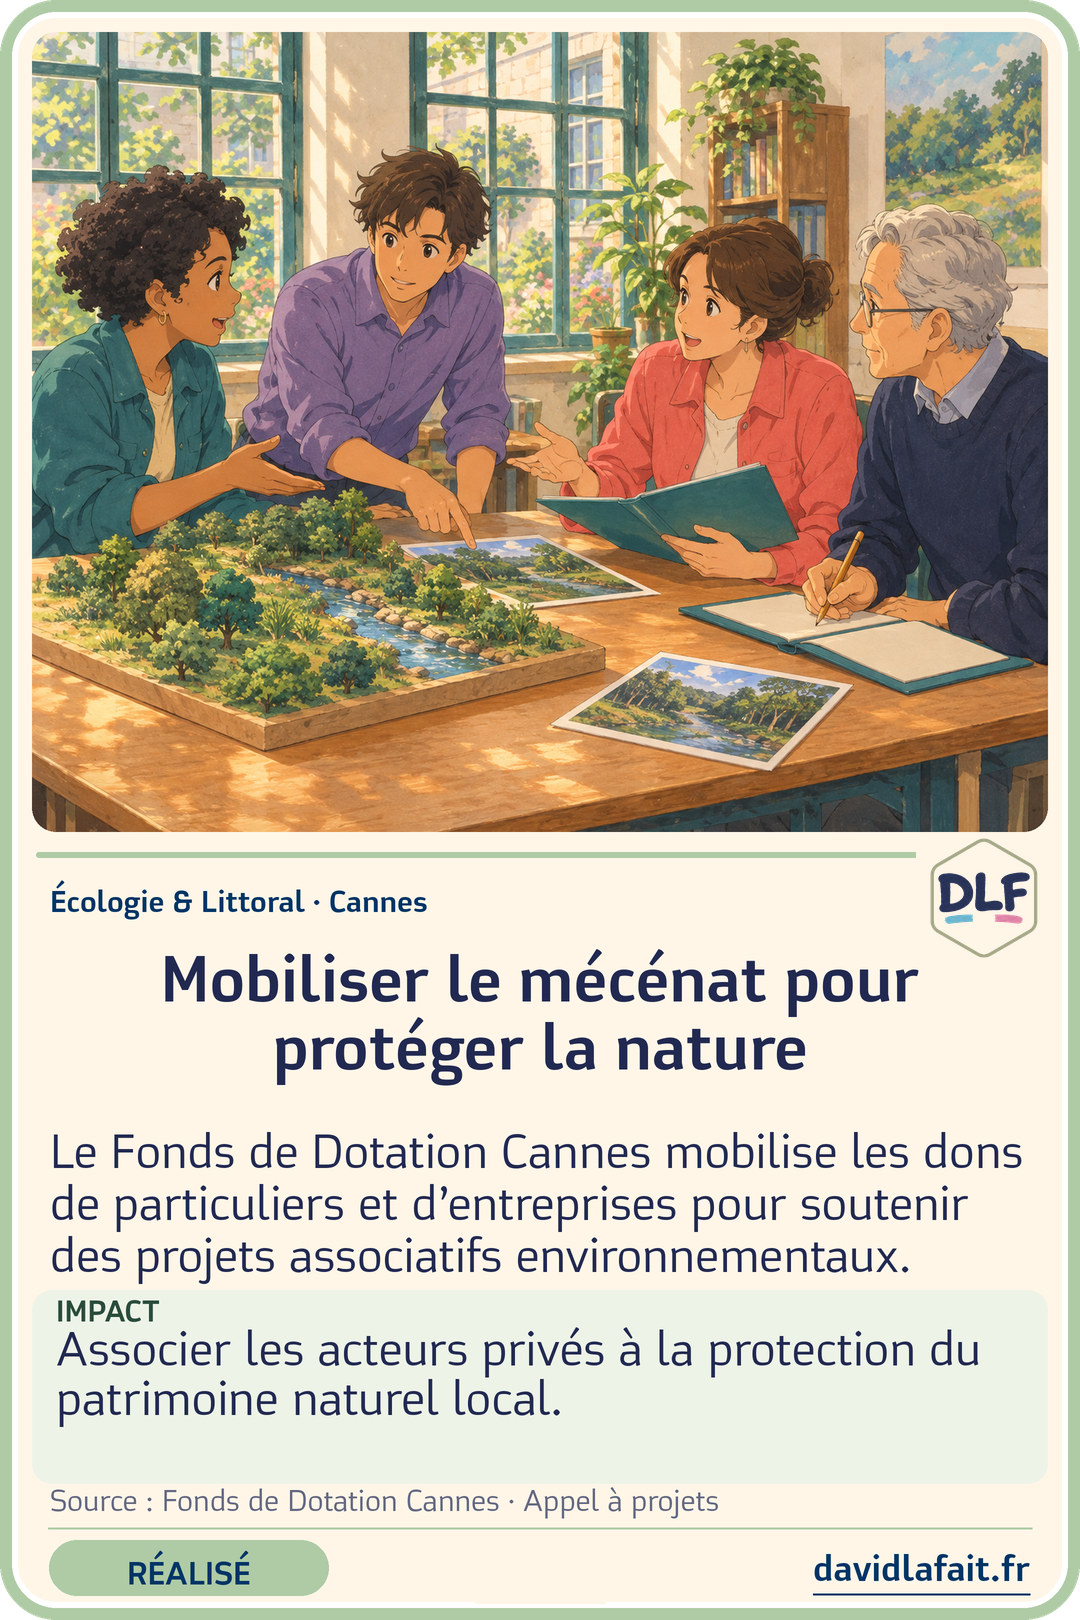 DLF
Écologie & Littoral · Cannes
Mobiliser le mécénat pour
protéger la nature
Le Fonds de Dotation Cannes mobilise les dons
de particuliers et d’entreprises pour soutenir
des projets associatifs environnementaux.
IMPACT
Associer les acteurs privés à la protection du
patrimoine naturel local.
Source : Fonds de Dotation Cannes · Appel à projets
RÉALISÉ
davidlafait.fr